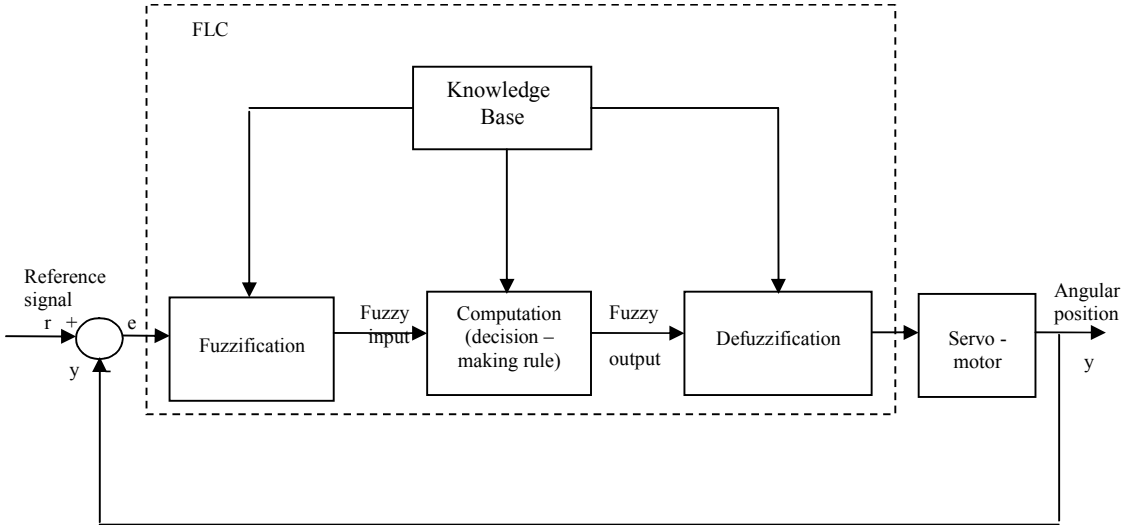 FLC
Knowledge
Base
Reference
signal
r
+
e
y
-
Fuzzification
Fuzzy
input
Computation
(decision –
making rule)
Fuzzy
output
Defuzzification
Servo -
motor
Angular
position
y